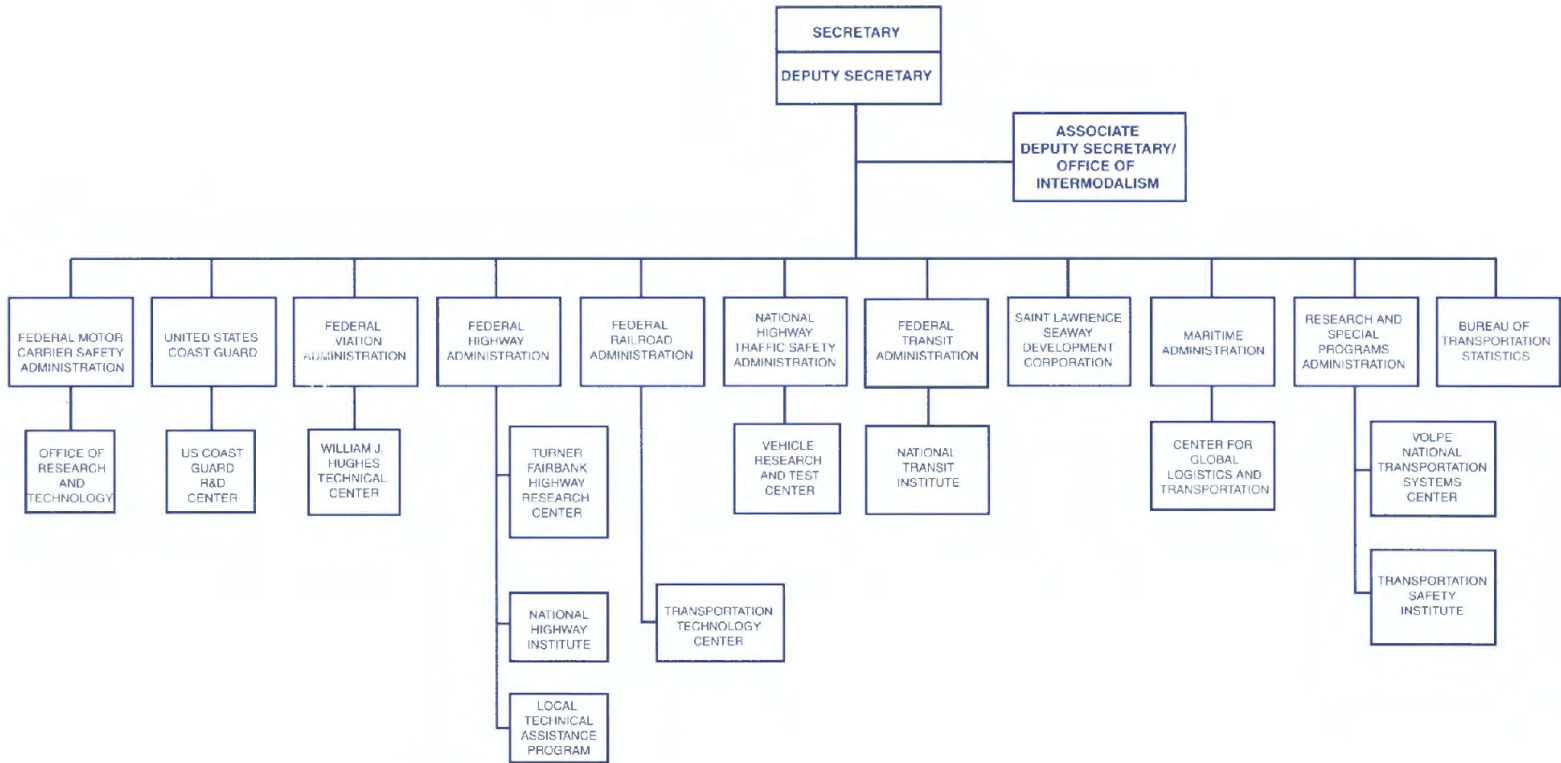 SECRETARY
DEPUTY SECRETARY
ASSOCIATE
DEPUTY SECRETARY/
OFFICE OF
INTERMODALISM
FEDERAL MOTOR
CARRIER SAFETY
ADMINISTRATION
UNITED STATES
COAST GUARD
FEDERAL
VIATION
ADMINISTRATION
FEDERAL
HIGHWAY
ADMINISTRATION
FEDERAL
RAILROAD
ADMINISTRATION
NATIONAL
HIGHWAY
TRAFFIC SAFETY
ADMINISTRATION
FEDERAL
TRANSIT
ADMINISTRATION
SAINT LAWRENCE
SEAWAY
DEVELOPMENT
CORPORATION
MARITIME
ADMINISTRATION
RESEARCH AND
SPECIAL
PROGRAMS
ADMINISTRATION
BUREAU OF
TRANSPORTATION
STATISTICS
OFFICE OF
RESEARCH
AND
TECHNOLOGY
US COAST
GUARD
R&D
CENTER
WILLIAM J.
HUGHES
TECHNICAL
CENTER
TURNER
FAIRBANK
HIGHWAY
RESEARCH
CENTER
VEHICLE
RESEARCH
AND TEST
CENTER
NATIONAL
TRANSIT
INSTITUTE
CENTER FOR
GLOBAL
LOGISTICS AND
TRANSPORTATION
VOLPE
NATIONAL
TRANSPORTATION
SYSTEMS
CENTER
NATIONAL
HIGHWAY
INSTITUTE
TRANSPORTATION
TECHNOLOGY
CENTER
TRANSPORTATION
SAFETY
INSTITUTE
LOCAL
TECHNICAL
ASSISTANCE
PROGRAM